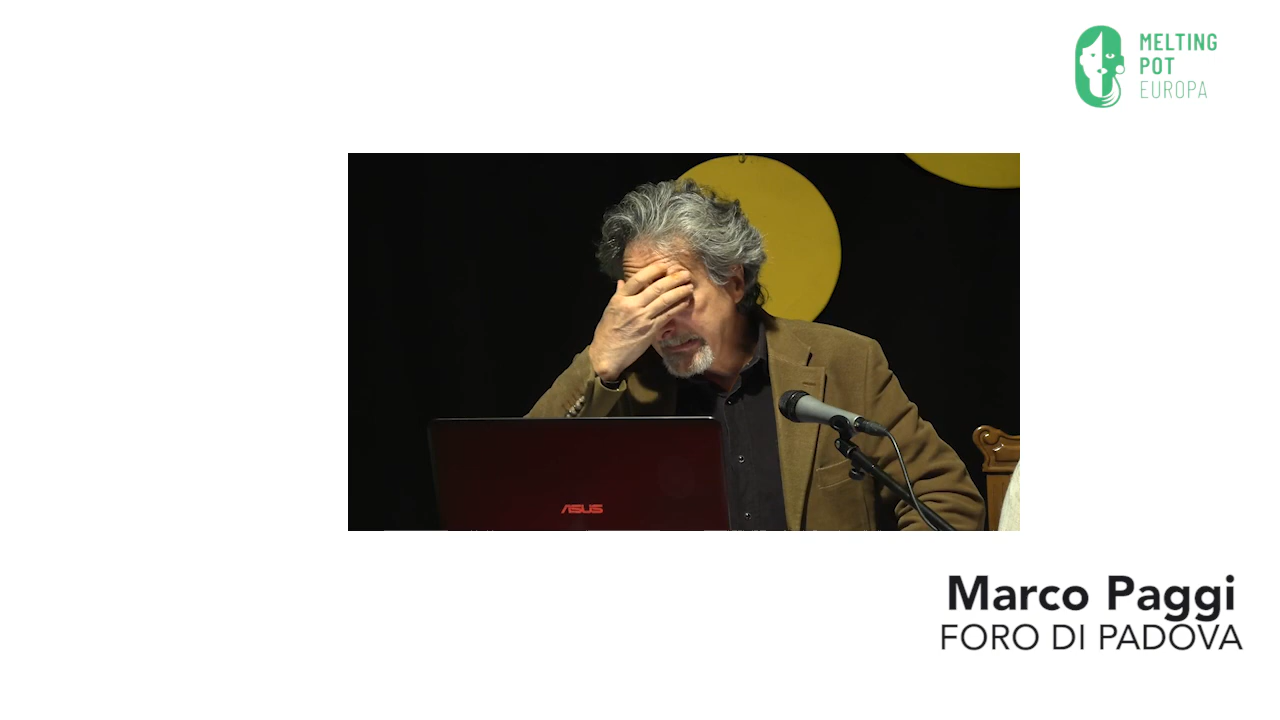 MELTING
POT
EUROPA
ASUS
Marco Paggi
FORO DI PADOVA